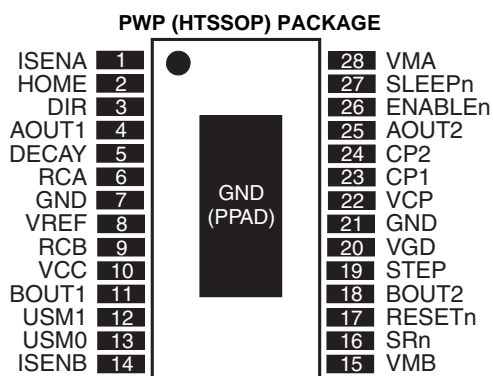 PWP (HTSSOP) PACKAGE
ISENA 1 28 VMA
HOME 2 27 SLEEPn
DIR 3 26 ENABLEn
AOUT1 4 25 AOUT2
DECAY 5 24 CP2
RCA 6 23 CP1
GND 7 22 VCP
VREF 8 21 GND
RCB 9 20 VGD
VCC 10 19 STEP
BOUT1 11 18 BOUT2
USM1 12 17 RESETn
USM0 13 16 SRn
ISENB 14 15 VMB
GND
(PPAD)